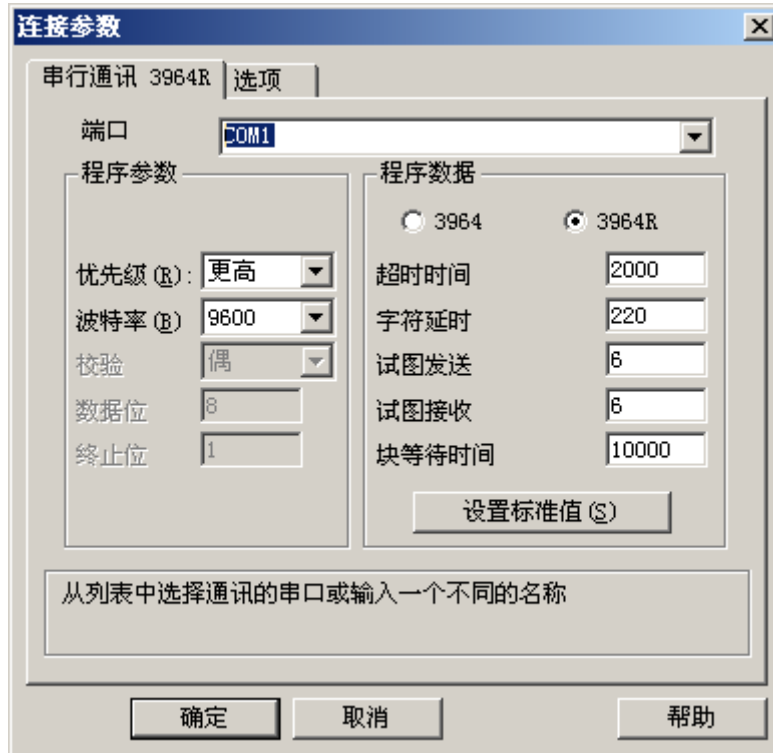 连接参数
串行通讯 3964R 选项
端口 COM1
程序参数
优先级(R): 更高
波特率(B) 9600
校验 偶
数据位 8
终止位 1
程序数据
3964 3964R
超时时间 2000
字符延时 220
试图发送 6
试图接收 6
块等待时间 10000
设置标准值(S)
从列表中选择通讯的串口或输入一个不同的名称
确定 取消 帮助